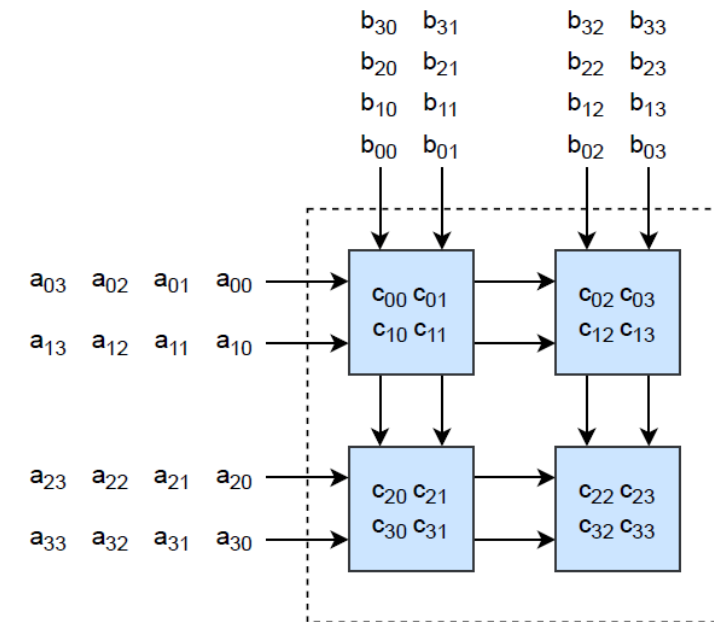 b30 b31 b32 b33
b20 b21 b22 b23
b10 b11 b12 b13
b00 b01 b02 b03
a03 a02 a01 a00
c00 c01 c02 c03
c10 c11 c12 c13
a13 a12 a11 a10
a23 a22 a21 a20
c20 c21 c22 c23
c30 c31 c32 c33
a33 a32 a31 a30